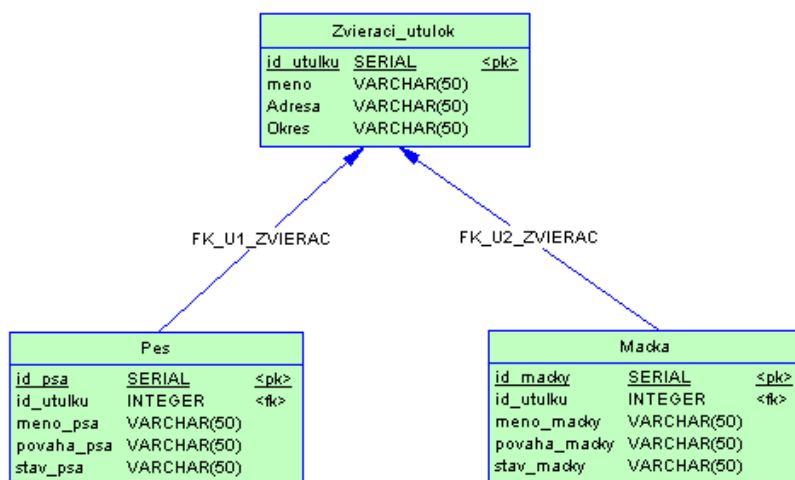 Zvieraci_utulok
id_utulku SERIAL <pk>
meno VARCHAR(50)
Adresa VARCHAR(50)
Okres VARCHAR(50)
FK_U1_ZVIERAC
FK_U2_ZVIERAC
Pes
id_psa SERIAL <pk>
id_utulku INTEGER <fk>
meno_psa VARCHAR(50)
povaha_psa VARCHAR(50)
stav_psa VARCHAR(50)
Macka
id_macky SERIAL <pk>
id_utulku INTEGER <fk>
meno_macky VARCHAR(50)
povaha_macky VARCHAR(50)
stav_macky VARCHAR(50)